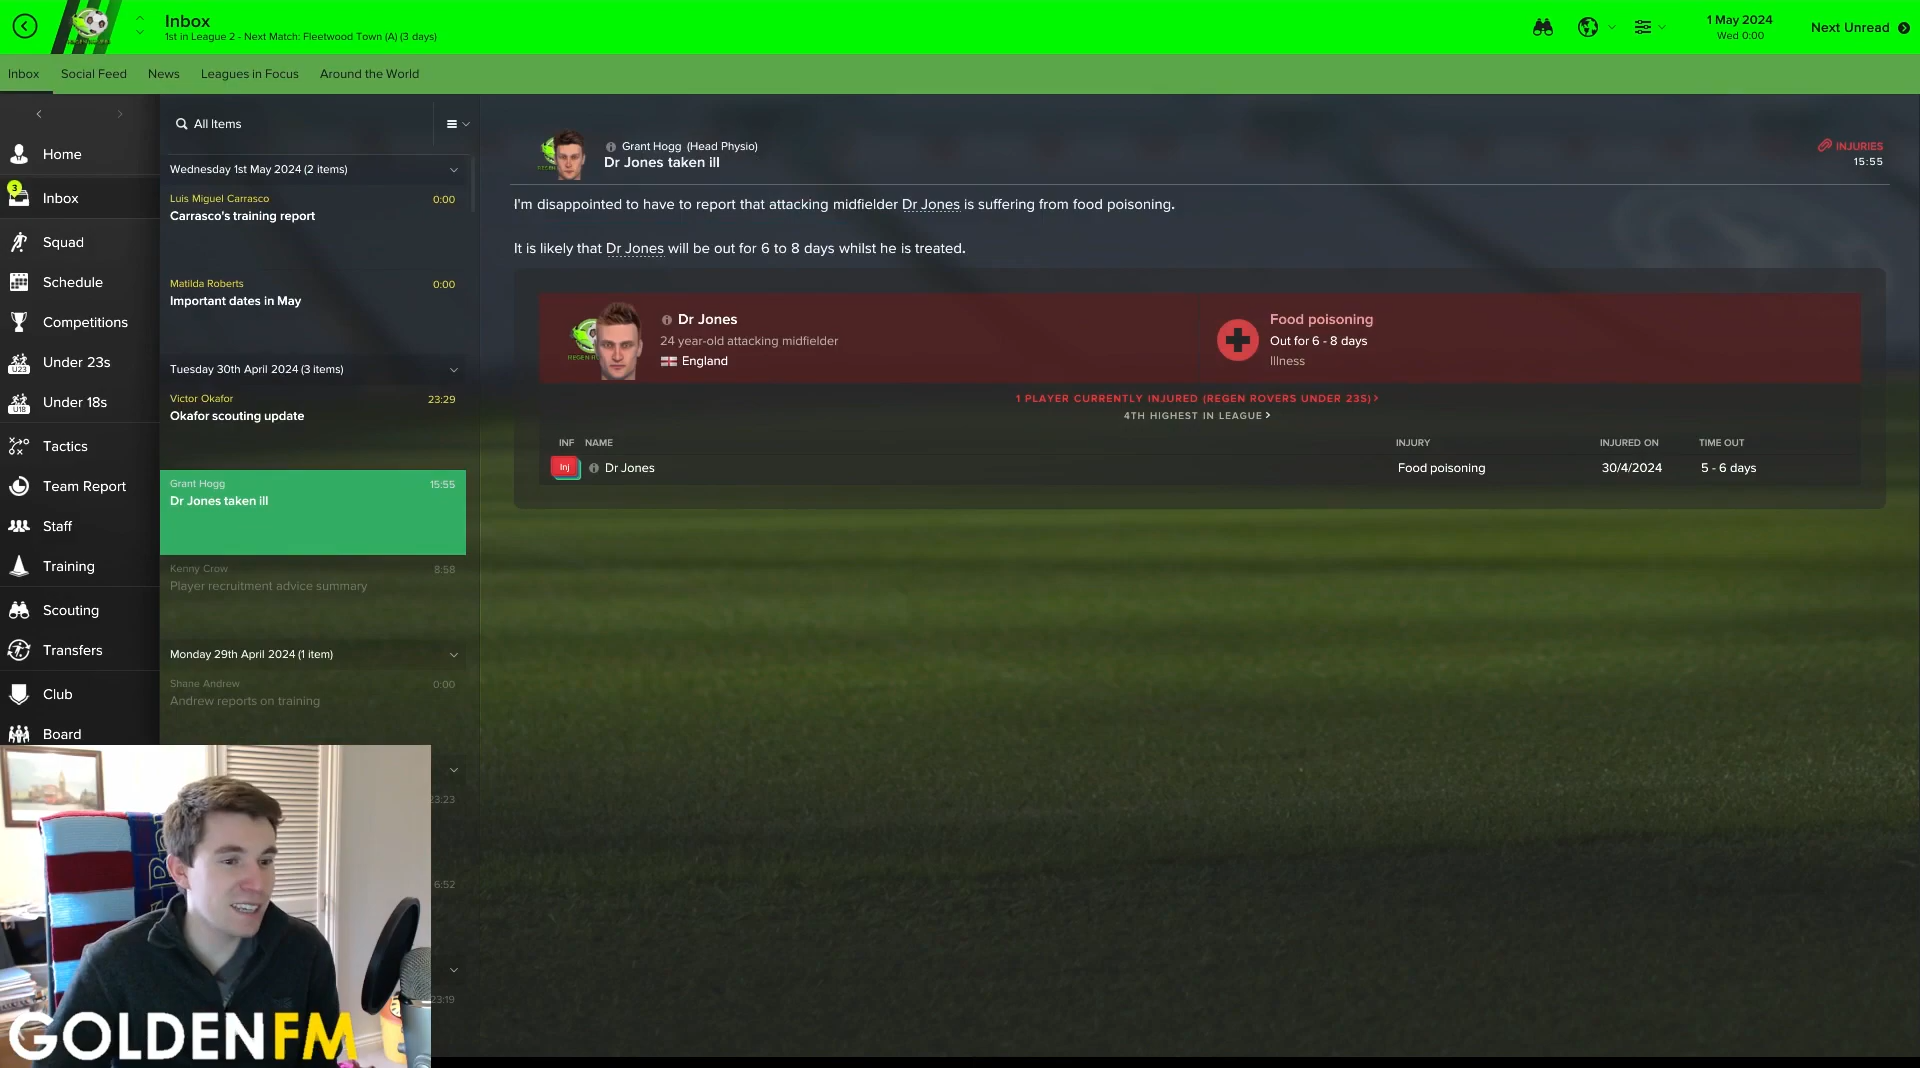 Inbox
1st in League 2 - Next Match: Fleetwood Town (A) (3 days)
1 May 2024
Wed 0:00
Next Unread
Inbox
Social Feed
News
Leagues in Focus
Around the World
Home
3
Inbox
Squad
Schedule
Competitions
U23
Under 23s
U18
Under 18s
Tactics
Team Report
Staff
Training
Scouting
Transfers
Club
Board
All Items
Wednesday 1st May 2024 (2 items)
Luis Miguel Carrasco 0:00
Carrasco's training report
Matilda Roberts 0:00
Important dates in May
Tuesday 30th April 2024 (3 items)
Victor Okafor 23:29
Okafor scouting update
Grant Hogg 15:55
Dr Jones taken ill
Kenny Crow 8:58
Player recruitment advice summary
Monday 29th April 2024 (1 item)
Shane Andrew 0:00
Andrew reports on training
23:23
6:52
23:19
Grant Hogg (Head Physio)
Dr Jones taken ill
INJURIES
15:55
I'm disappointed to have to report that attacking midfielder Dr Jones is suffering from food poisoning.
It is likely that Dr Jones will be out for 6 to 8 days whilst he is treated.
Dr Jones
24 year-old attacking midfielder
England
Food poisoning
Out for 6 - 8 days
Illness
1 PLAYER CURRENTLY INJURED (REGEN ROVERS UNDER 23S) >
4TH HIGHEST IN LEAGUE >
INF NAME INJURY INJURED ON TIME OUT
Inj Dr Jones Food poisoning 30/4/2024 5 - 6 days
GOLDENFM